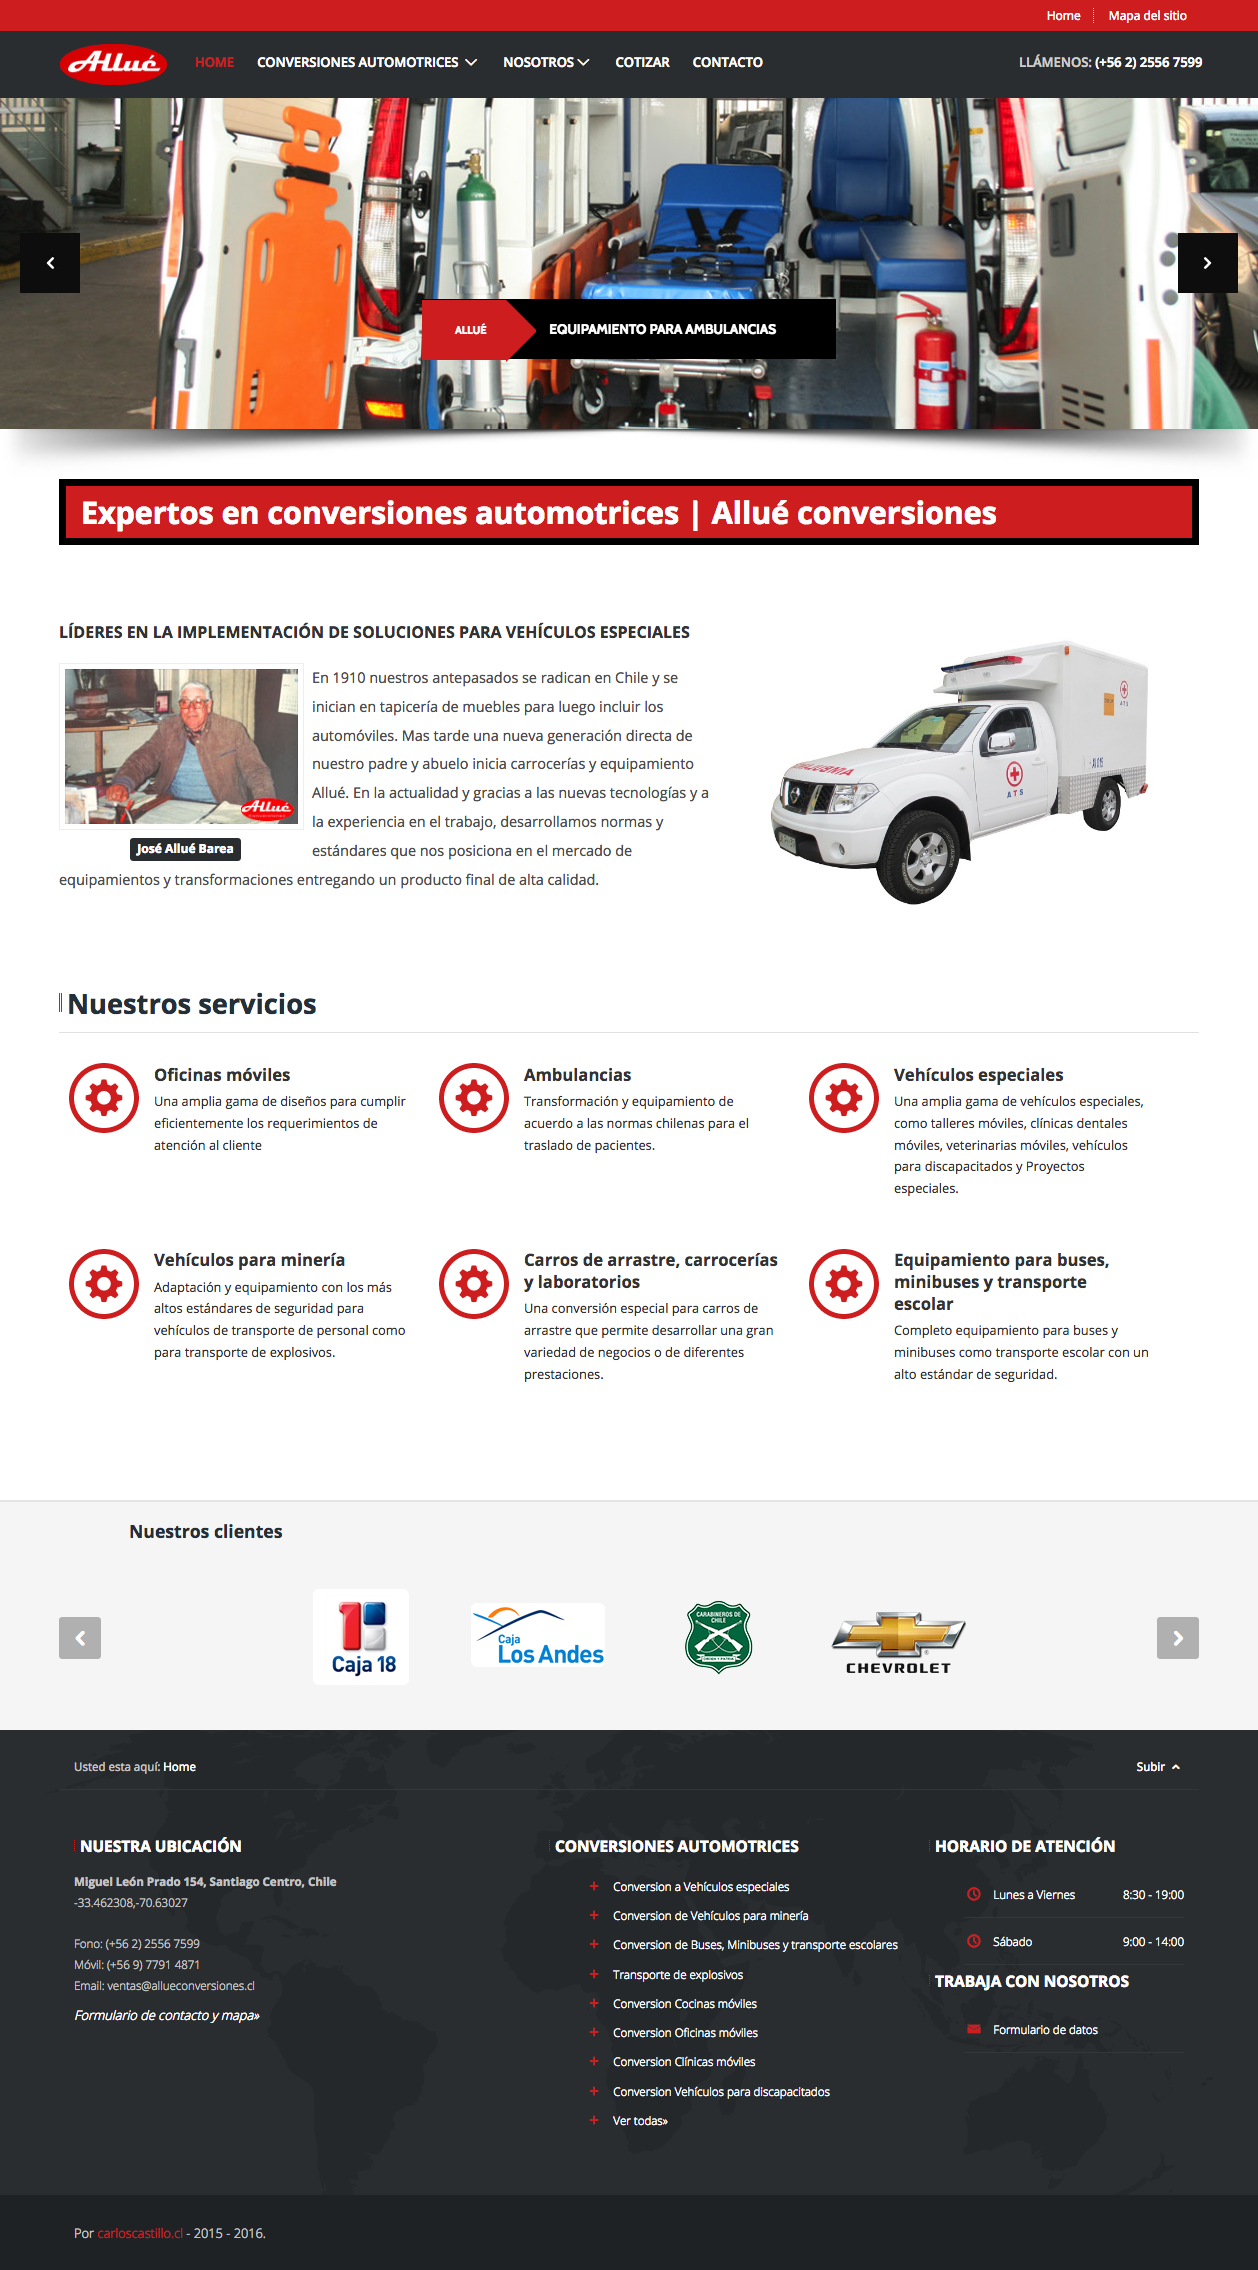 Home
Mapa del sitio
Allué
HOME
CONVERSIONES AUTOMOTRICES
NOSOTROS
COTIZAR
CONTACTO
LLÁMENOS: (+56 2) 2556 7599
ALLUÉ
EQUIPAMIENTO PARA AMBULANCIAS
Expertos en conversiones automotrices | Allué conversiones
LÍDERES EN LA IMPLEMENTACIÓN DE SOLUCIONES PARA VEHÍCULOS ESPECIALES
Allué
José Allué Barea
En 1910 nuestros antepasados se radican en Chile y se
inician en tapicería de muebles para luego incluir los
automóviles. Mas tarde una nueva generación directa de
nuestro padre y abuelo inicia carrocerías y equipamiento
Allué. En la actualidad y gracias a las nuevas tecnologías y a
la experiencia en el trabajo, desarrollamos normas y
estándares que nos posiciona en el mercado de
equipamientos y transformaciones entregando un producto final de alta calidad.
ATS
ATS
Nuestros servicios
Oficinas móviles
Una amplia gama de diseños para cumplir
eficientemente los requerimientos de
atención al cliente
Ambulancias
Transformación y equipamiento de
acuerdo a las normas chilenas para el
traslado de pacientes.
Vehículos especiales
Una amplia gama de vehículos especiales,
como talleres móviles, clínicas dentales
móviles, veterinarias móviles, vehículos
para discapacitados y Proyectos
especiales.
Vehículos para minería
Adaptación y equipamiento con los más
altos estándares de seguridad para
vehículos de transporte de personal como
para transporte de explosivos.
Carros de arrastre, carrocerías
y laboratorios
Una conversión especial para carros de
arrastre que permite desarrollar una gran
variedad de negocios o de diferentes
prestaciones.
Equipamiento para buses,
minibuses y transporte
escolar
Completo equipamiento para buses y
minibuses como transporte escolar con un
alto estándar de seguridad.
Nuestros clientes
Caja 18
Caja
Los Andes
CARABINEROS DE
CHILE
CHEVROLET
Usted esta aquí: Home
Subir
NUESTRA UBICACIÓN
Miguel León Prado 154, Santiago Centro, Chile
-33.462308,-70.63027
Fono: (+56 2) 2556 7599
Móvil: (+56 9) 7791 4871
Email: ventas@allueconversiones.cl
Formulario de contacto y mapa»
CONVERSIONES AUTOMOTRICES
Conversion a Vehículos especiales
Conversion de Vehículos para minería
Conversion de Buses, Minibuses y transporte escolares
Transporte de explosivos
Conversion Cocinas móviles
Conversion Oficinas móviles
Conversion Clínicas móviles
Conversion Vehículos para discapacitados
Ver todas»
HORARIO DE ATENCIÓN
Lunes a Viernes 8:30 - 19:00
Sábado 9:00 - 14:00
TRABAJA CON NOSOTROS
Formulario de datos
Por carloscastillo.cl - 2015 - 2016.